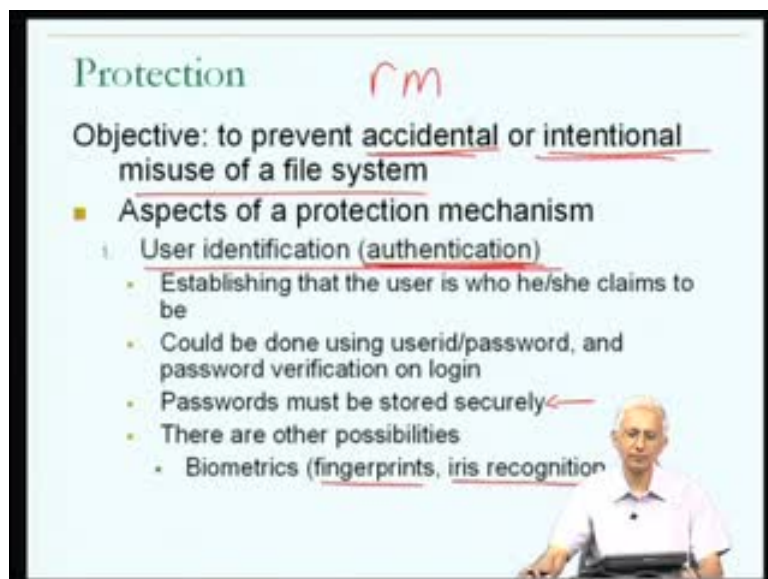 Protection rm
Objective: to prevent accidental or intentional
misuse of a file system
■ Aspects of a protection mechanism
1. User identification (authentication)
▪ Establishing that the user is who he/she claims to
be
▪ Could be done using userid/password, and
password verification on login
▪ Passwords must be stored securely
▪ There are other possibilities
▪ Biometrics (fingerprints, iris recognition